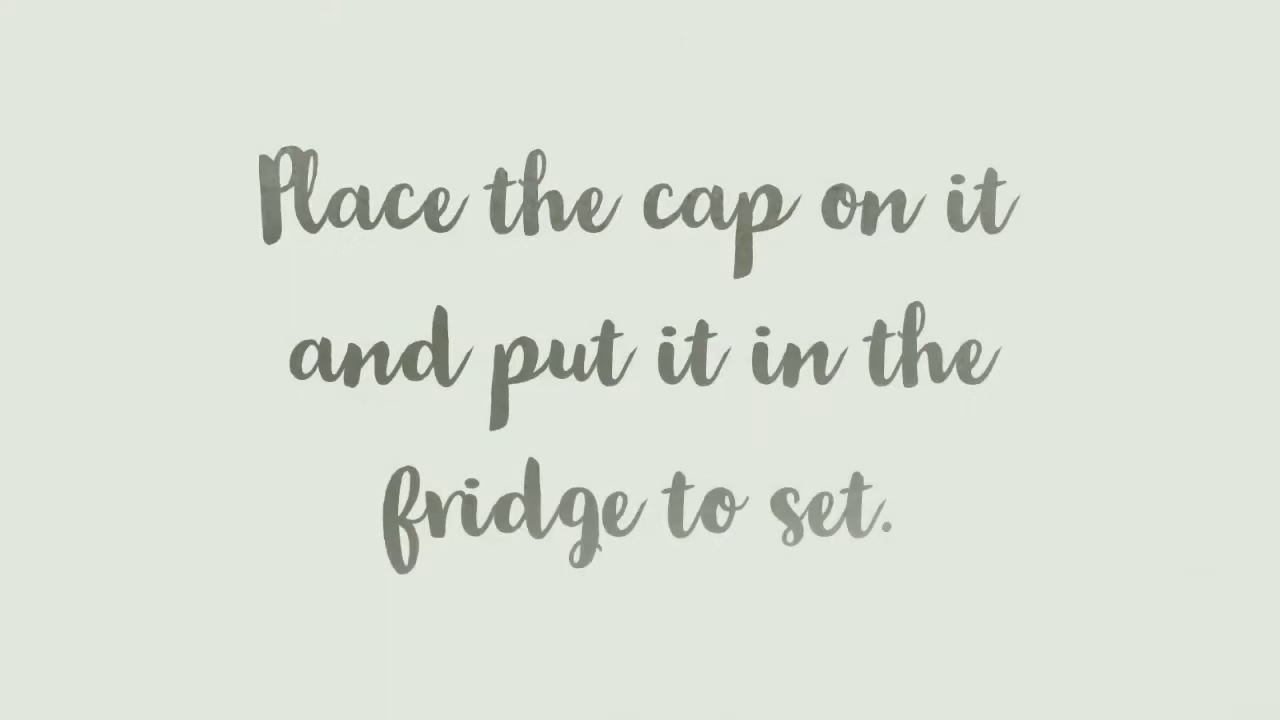 Place the cap on it
and put it in the
fridge to set.